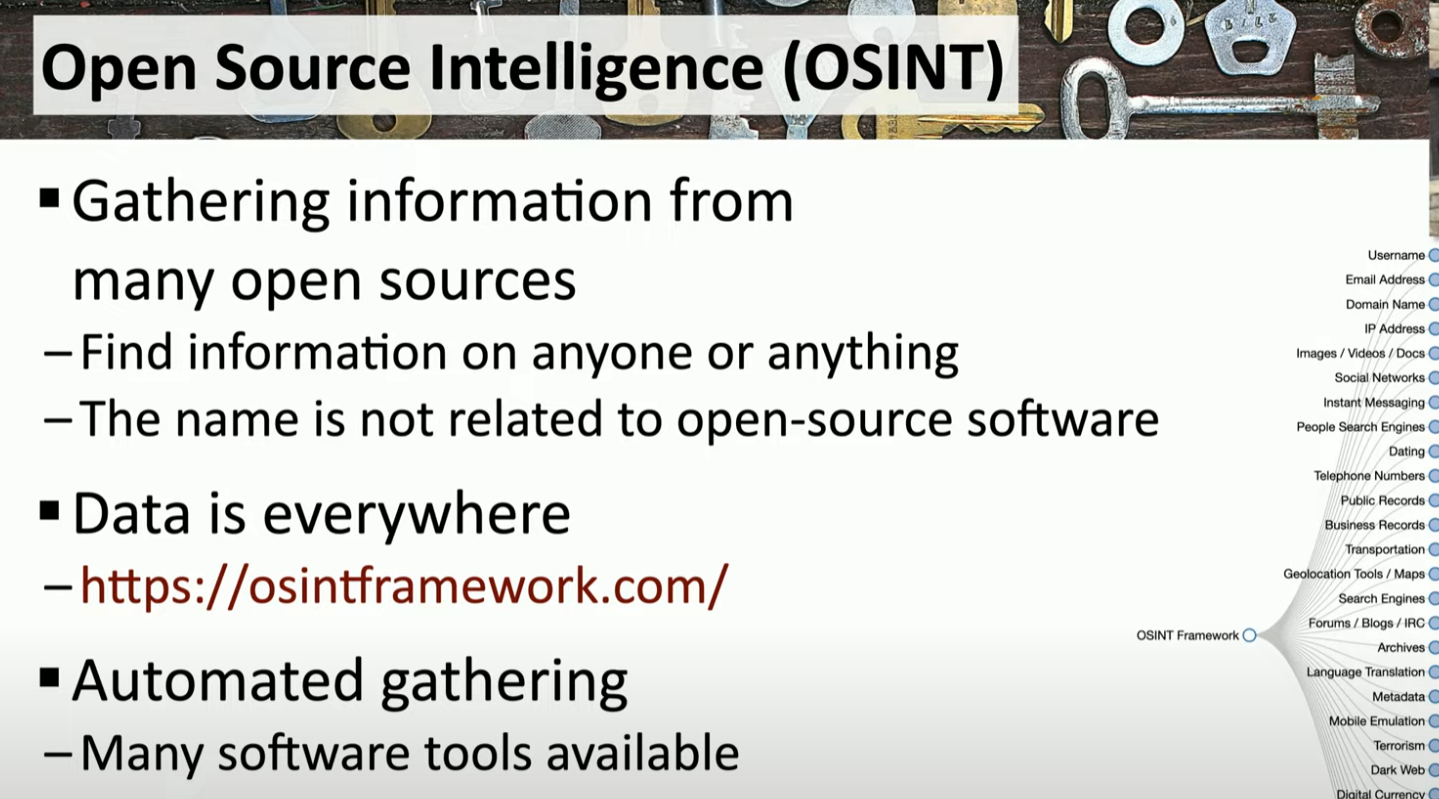 Open Source Intelligence (OSINT)
▪ Gathering information from
many open sources
– Find information on anyone or anything
– The name is not related to open-source software
▪ Data is everywhere
– https://osintframework.com/
▪ Automated gathering
– Many software tools available
OSINT Framework
Username
Email Address
Domain Name
IP Address
Images / Videos / Docs
Social Networks
Instant Messaging
People Search Engines
Dating
Telephone Numbers
Public Records
Business Records
Transportation
Geolocation Tools / Maps
Search Engines
Forums / Blogs / IRC
Archives
Language Translation
Metadata
Mobile Emulation
Terrorism
Dark Web
Digital Currency